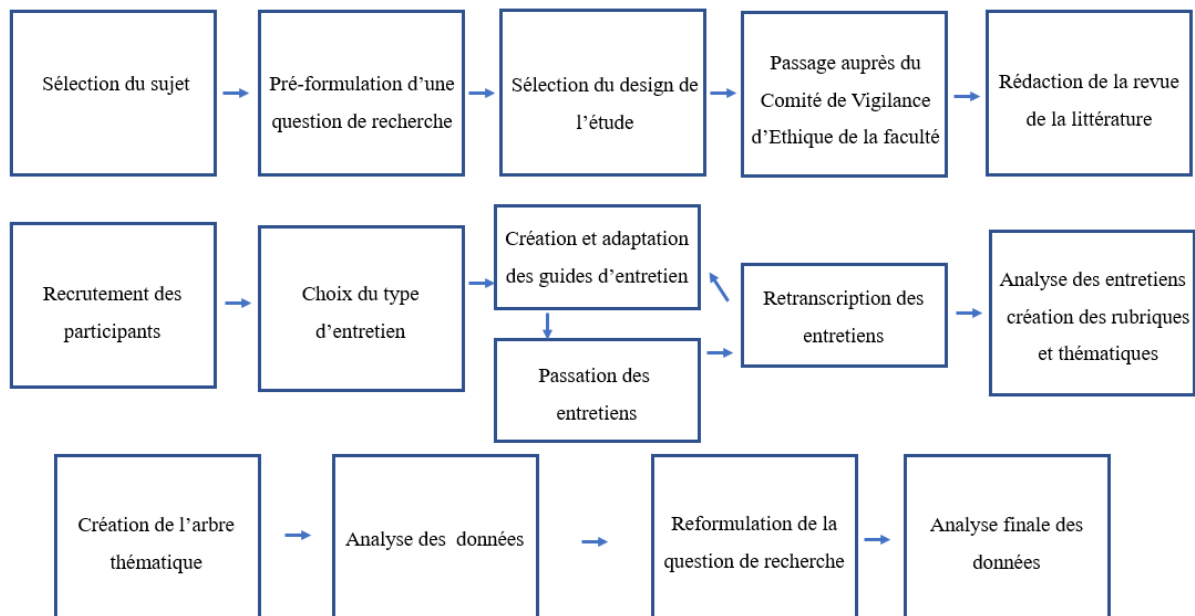 Sélection du sujet
Pré-formulation d’une
question de recherche
Sélection du design de
l’étude
Passage auprès du
Comité de Vigilance
d’Ethique de la faculté
Rédaction de la revue
de la littérature
Recrutement des
participants
Choix du type
d’entretien
Création et adaptation
des guides d’entretien
Passation des
entretiens
Retranscription des
entretiens
Analyse des entretiens
création des rubriques
et thématiques
Création de l’arbre
thématique
Analyse des données
Reformulation de la
question de recherche
Analyse finale des
données